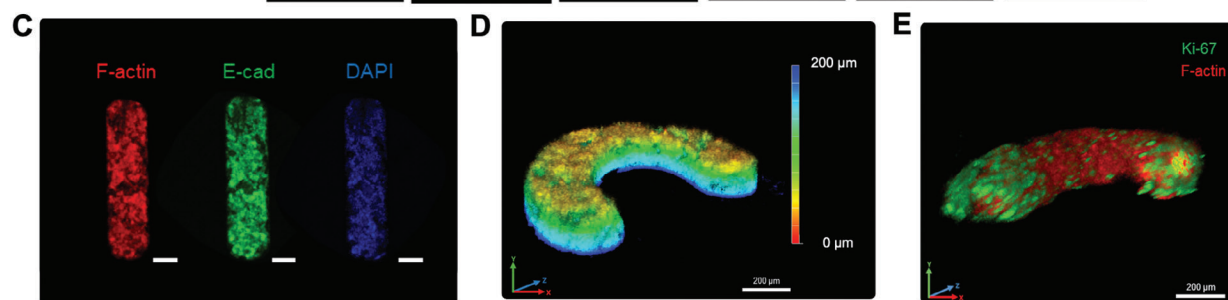 C
F-actin E-cad DAPI
D
200 µm
0 µm
Y
Z
X
200 µm
E
Ki-67
F-actin
Y
Z
X
200 µm